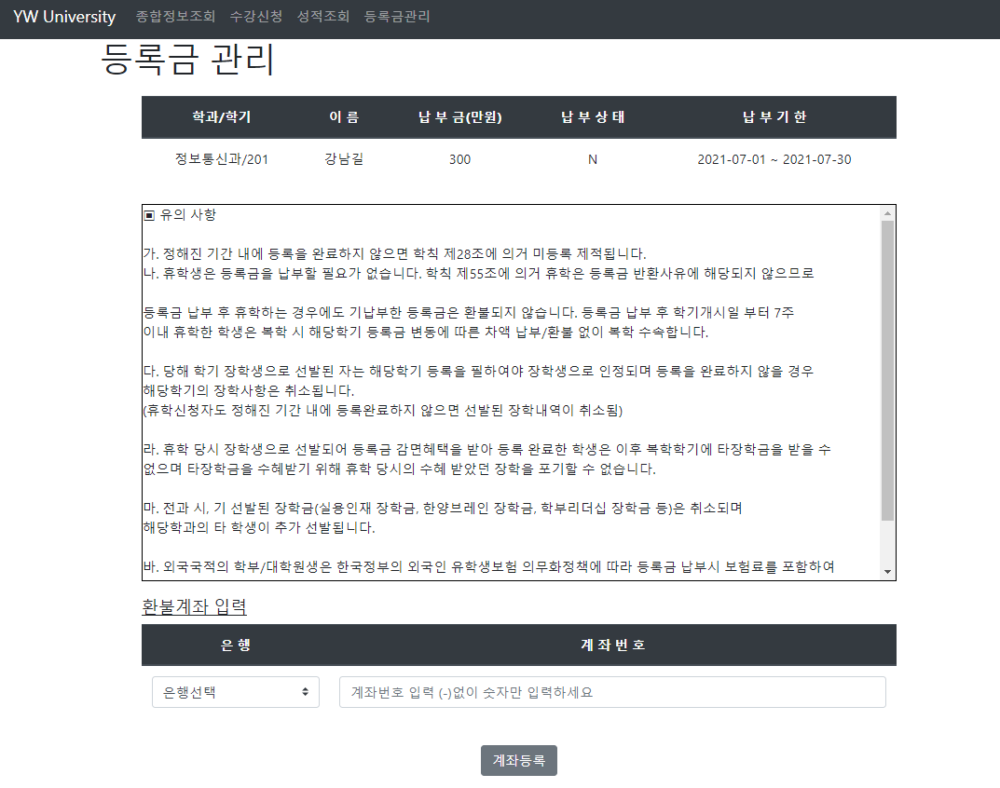 YW University 종합정보조회 수강신청 성적조회 등록금관리
등록금 관리
학과/학기 이 름 납 부 금(만원) 납 부 상 태 납 부 기 한
정보통신과/201 강남길 300 N 2021-07-01 ~ 2021-07-30
▣ 유의 사항
가. 정해진 기간 내에 등록을 완료하지 않으면 학칙 제28조에 의거 미등록 제적됩니다.
나. 휴학생은 등록금을 납부할 필요가 없습니다. 학칙 제55조에 의거 휴학은 등록금 반환사유에 해당되지 않으므로
등록금 납부 후 휴학하는 경우에도 기납부한 등록금은 환불되지 않습니다. 등록금 납부 후 학기개시일 부터 7주
이내 휴학한 학생은 복학 시 해당학기 등록금 변동에 따른 차액 납부/환불 없이 복학 수속합니다.
다. 당해 학기 장학생으로 선발된 자는 해당학기 등록을 필하여야 장학생으로 인정되며 등록을 완료하지 않을 경우
해당학기의 장학사항은 취소됩니다.
(휴학신청자도 정해진 기간 내에 등록완료하지 않으면 선발된 장학내역이 취소됨)
라. 휴학 당시 장학생으로 선발되어 등록금 감면혜택을 받아 등록 완료한 학생은 이후 복학학기에 타장학금을 받을 수
없으며 타장학금을 수혜받기 위해 휴학 당시의 수혜 받았던 장학을 포기할 수 없습니다.
마. 전과 시, 기 선발된 장학금(실용인재 장학금, 한양브레인 장학금, 학부리더십 장학금 등)은 취소되며
해당학과의 타 학생이 추가 선발됩니다.
바. 외국국적의 학부/대학원생은 한국정부의 외국인 유학생보험 의무화정책에 따라 등록금 납부시 보험료를 포함하여
환불계좌 입력
은 행 계 좌 번 호
은행선택 계좌번호 입력 (-)없이 숫자만 입력하세요
계좌등록